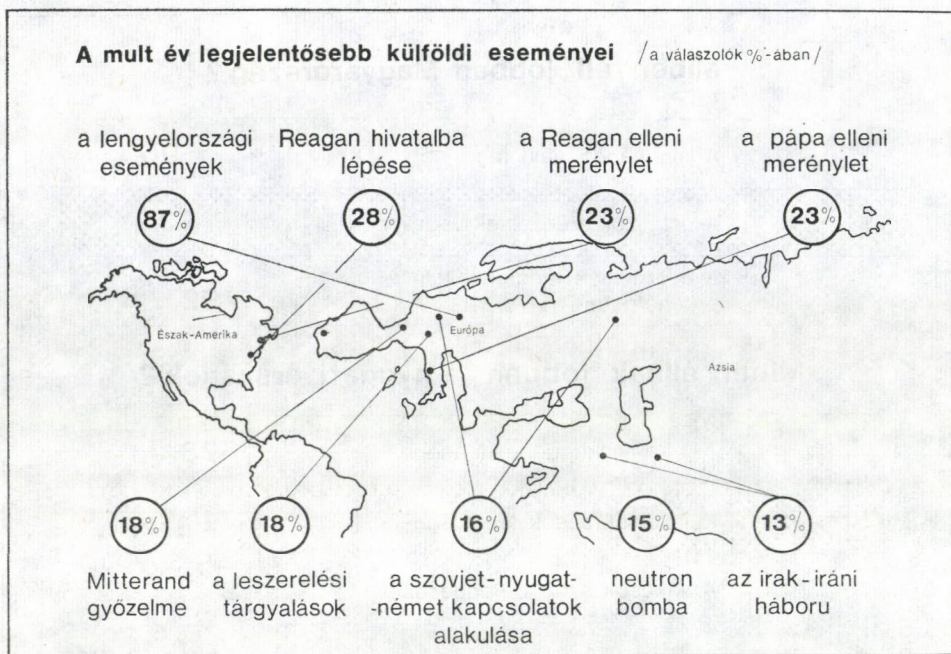 A mult év legjelentősebb külföldi eseményei /a válaszolók %-ában/
a lengyelországi események
87%
Reagan hivatalba lépése
28%
a Reagan elleni merénylet
23%
a pápa elleni merénylet
23%
Észak-Amerika
Európa
Azsia
18%
Mitterand győzelme
18%
a leszerelési tárgyalások
16%
a szovjet-nyugat-
-német kapcsolatok
alakulása
15%
neutron bomba
13%
az irak-iráni háboru